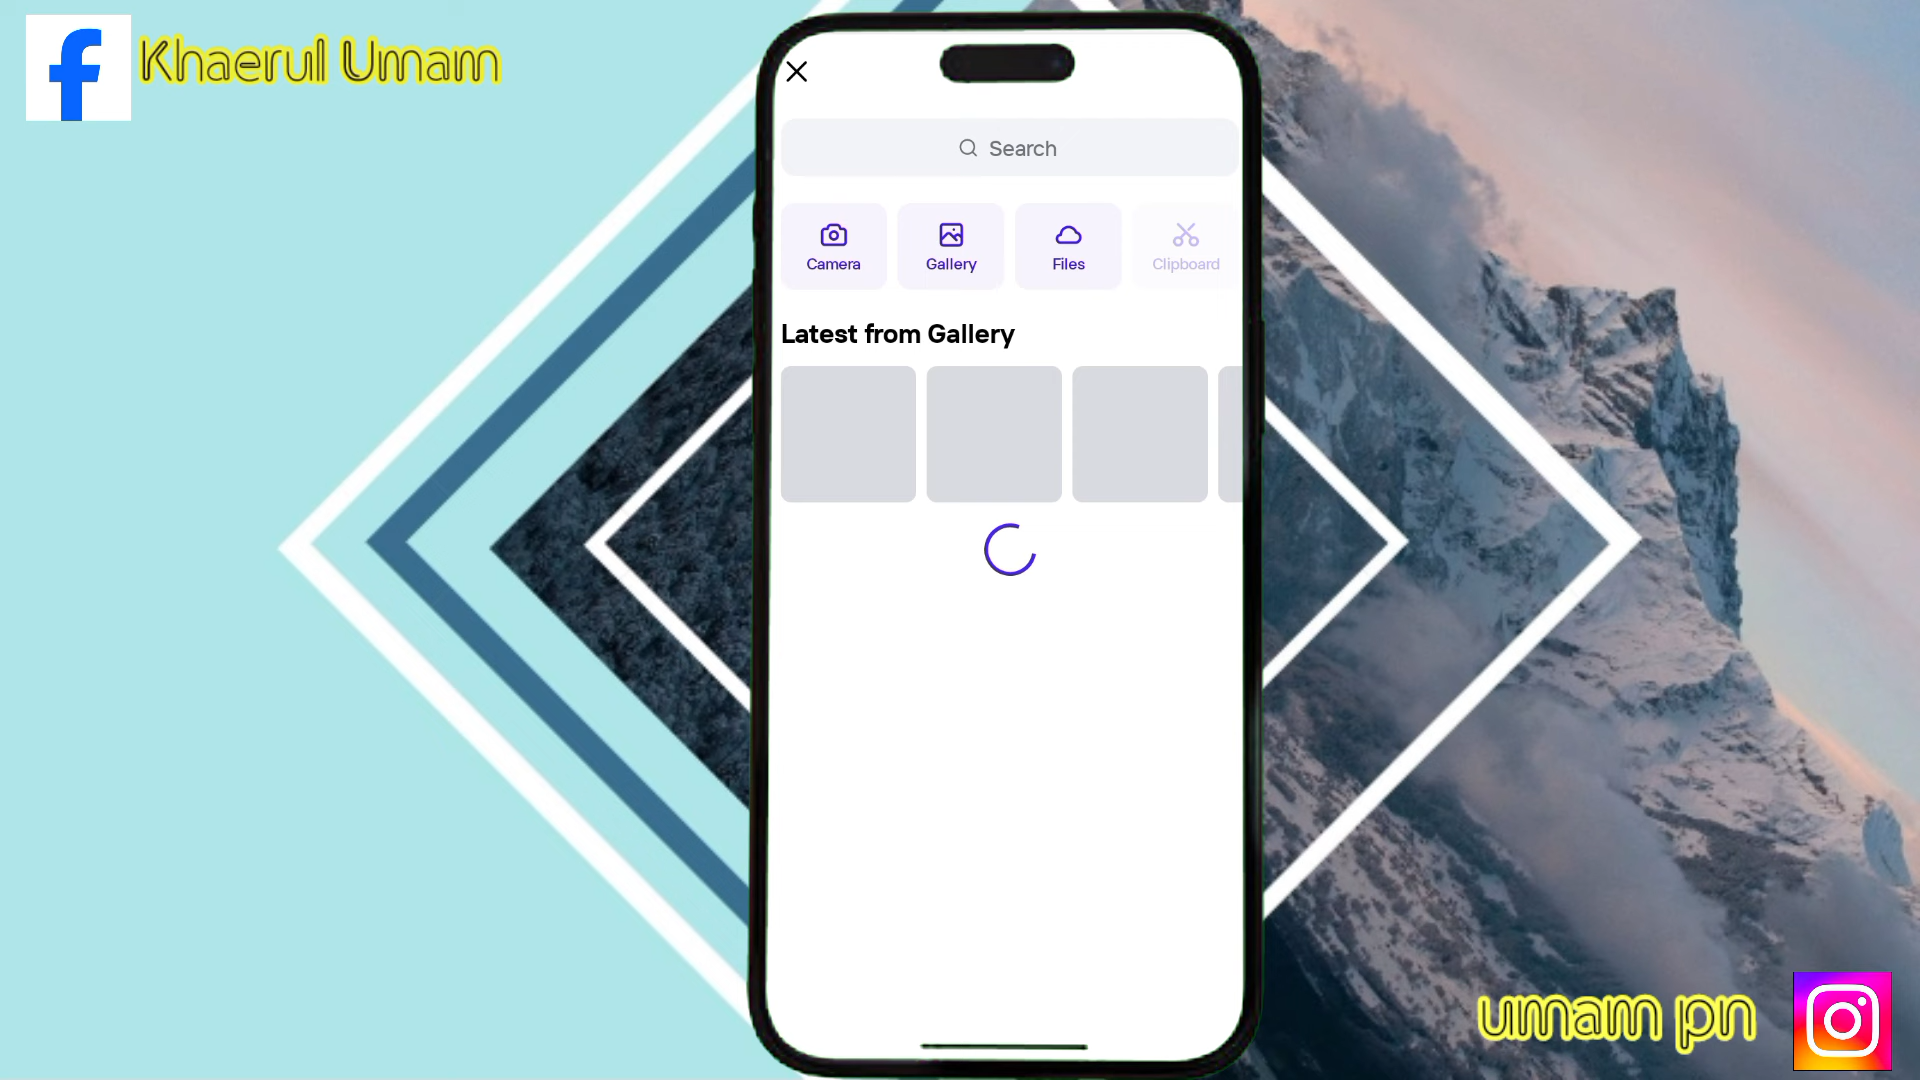 Khaerul Umam
Search
Camera
Gallery
Files
Clipboard
Latest from Gallery
umam pn